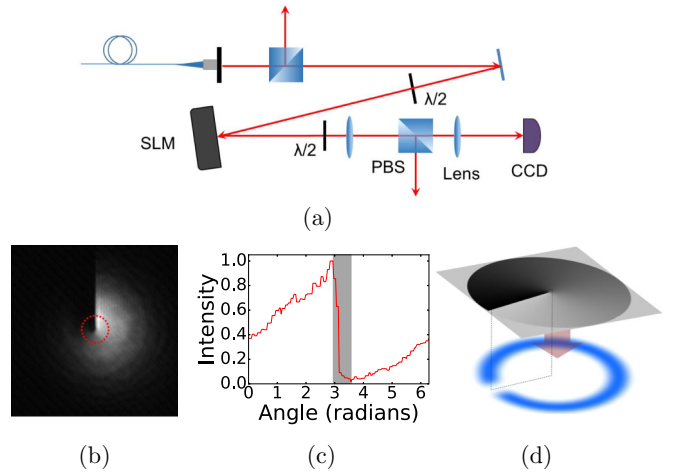 λ/2
SLM
λ/2
PBS
Lens
CCD
(a)
Intensity
1.0
0.8
0.6
0.4
0.2
0.0
0 1 2 3 4 5 6
Angle (radians)
(b)
(c)
(d)